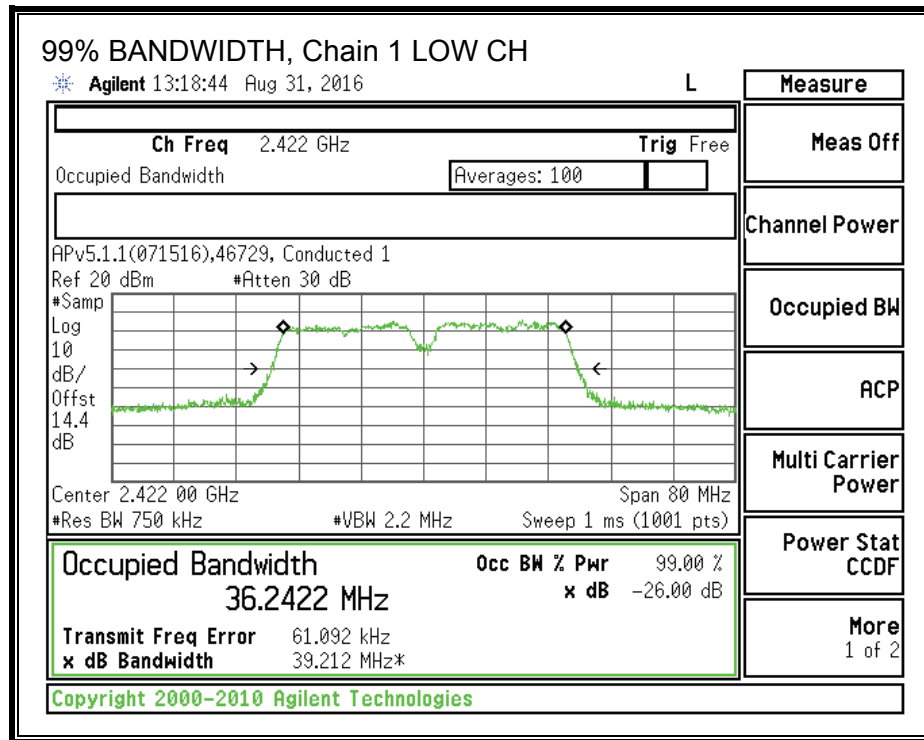 99% BANDWIDTH, Chain 1 LOW CH
Agilent 13:18:44 Aug 31, 2016 L
Measure
Ch Freq 2.422 GHz Trig Free
Occupied Bandwidth Averages: 100
APv5.1.1(071516),46729, Conducted 1
Ref 20 dBm #Atten 30 dB
#Samp
Log
10
dB/
Offst
14.4
dB
Center 2.422 00 GHz Span 80 MHz
#Res BW 750 kHz #VBW 2.2 MHz Sweep 1 ms (1001 pts)
Occupied Bandwidth Occ BW % Pwr 99.00 %
36.2422 MHz x dB -26.00 dB
Transmit Freq Error 61.092 kHz
x dB Bandwidth 39.212 MHz*
Copyright 2000-2010 Agilent Technologies
Meas Off
Channel Power
Occupied BW
ACP
Multi Carrier
Power
Power Stat
CCDF
More
1 of 2